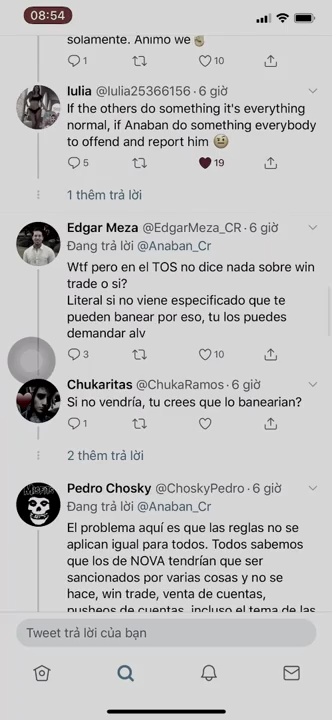 08:54
solamente. Animo we ✊
1
10
Iulia @Iulia25366156 · 6 giờ
If the others do something it's everything
normal, if Anaban do something everybody
to offend and report him 🤨
5
19
1 thêm trả lời
Edgar Meza @EdgarMeza_CR · 6 giờ
Đang trả lời @Anaban_Cr
Wtf pero en el TOS no dice nada sobre win
trade o si?
Literal si no viene especificado que te
pueden banear por eso, tu los puedes
demandar alv
3
10
Chukaritas @ChukaRamos · 6 giờ
Si no vendría, tu crees que lo banearian?
1
2 thêm trả lời
Pedro Chosky @ChoskyPedro · 6 giờ
Đang trả lời @Anaban_Cr
El problema aquí es que las reglas no se
aplican igual para todos. Todos sabemos
que los de NOVA tendrían que ser
sancionados por varias cosas y no se
hace, win trade, venta de cuentas,
pusheos de cuentas, incluso el tema de las
Tweet trả lời của bạn